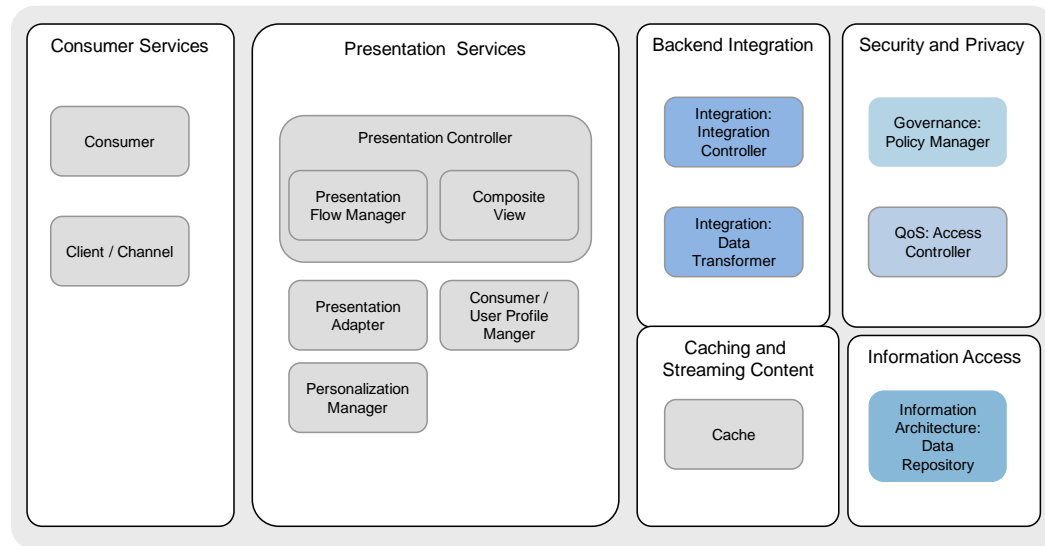 Consumer Services
Consumer
Client / Channel
Presentation Services
Presentation Controller
Presentation
Flow Manager
Composite
View
Presentation
Adapter
Consumer /
User Profile
Manger
Personalization
Manager
Backend Integration
Integration:
Integration
Controller
Integration:
Data
Transformer
Security and Privacy
Governance:
Policy Manager
QoS: Access
Controller
Caching and
Streaming Content
Cache
Information Access
Information
Architecture:
Data
Repository